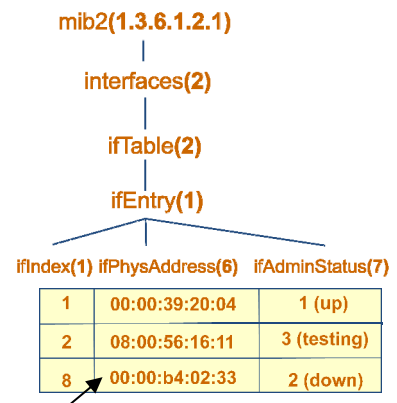 mib2(1.3.6.1.2.1)
interfaces(2)
ifTable(2)
ifEntry(1)
ifIndex(1) ifPhysAddress(6) ifAdminStatus(7)
1 00:00:39:20:04 1 (up)
2 08:00:56:16:11 3 (testing)
8 00:00:b4:02:33 2 (down)